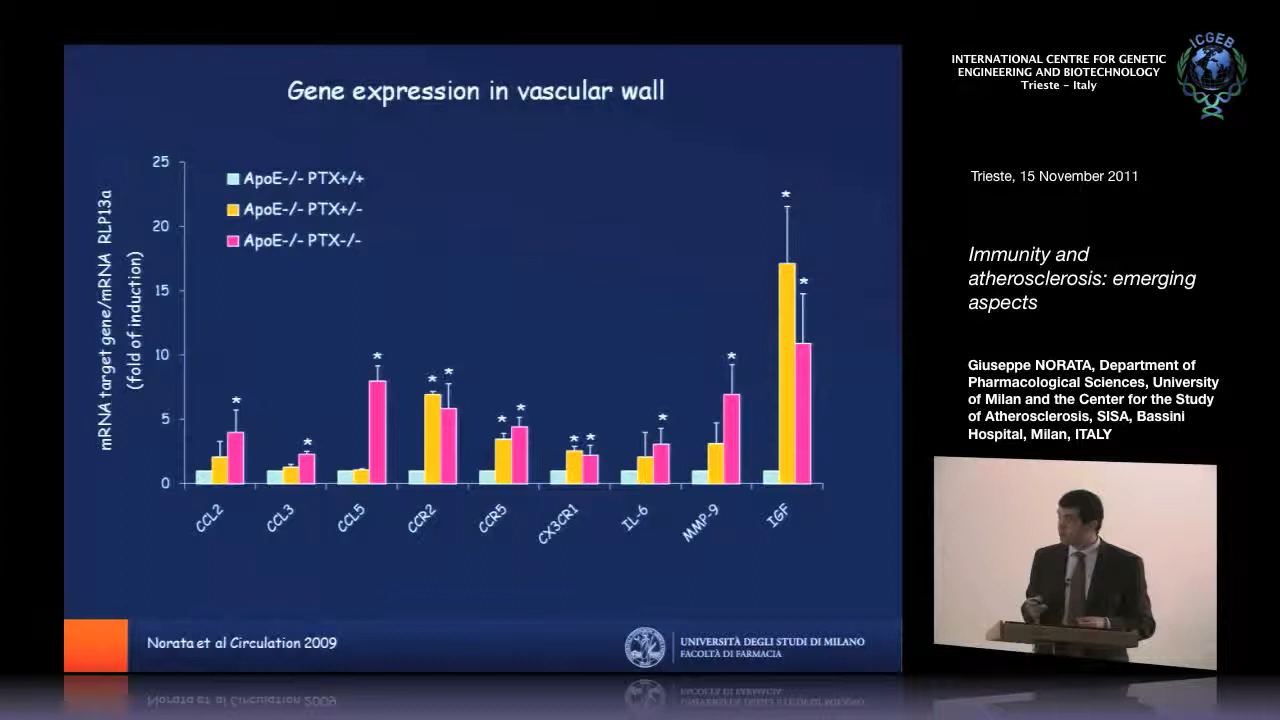 Gene expression in vascular wall
mRNA target gene/mRNA RLP13a
(fold of induction)
25
20
15
10
5
0
ApoE-/- PTX+/+
ApoE-/- PTX+/-
ApoE-/- PTX-/-
*
*
*
*
*
*
*
*
*
*
*
*
*
CCL2
CCL3
CCL5
CCR2
CCR5
CX3CR1
IL-6
MMP-9
IGF
Norata et al Circulation 2009
UNIVERSITÀ DEGLI STUDI DI MILANO
FACOLTÀ DI FARMACIA
INTERNATIONAL CENTRE FOR GENETIC
ENGINEERING AND BIOTECHNOLOGY
Trieste - Italy
ICGEB
Trieste, 15 November 2011
Immunity and
atherosclerosis: emerging
aspects
Giuseppe NORATA, Department of
Pharmacological Sciences, University
of Milan and the Center for the Study
of Atherosclerosis, SISA, Bassini
Hospital, Milan, ITALY